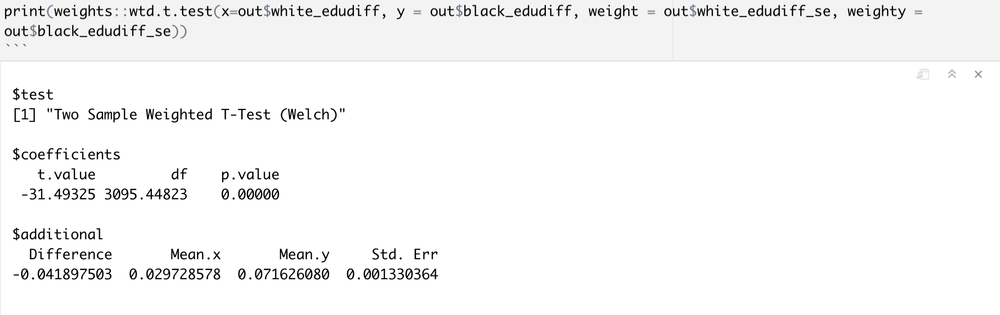 print(weights::wtd.t.test(x=out$white_edudiff, y = out$black_edudiff, weight = out$white_edudiff_se, weighty =
out$black_edudiff_se))
```
$test
[1] "Two Sample Weighted T-Test (Welch)"
$coefficients
t.value df p.value
-31.49325 3095.44823 0.00000
$additional
Difference Mean.x Mean.y Std. Err
-0.041897503 0.029728578 0.071626080 0.001330364